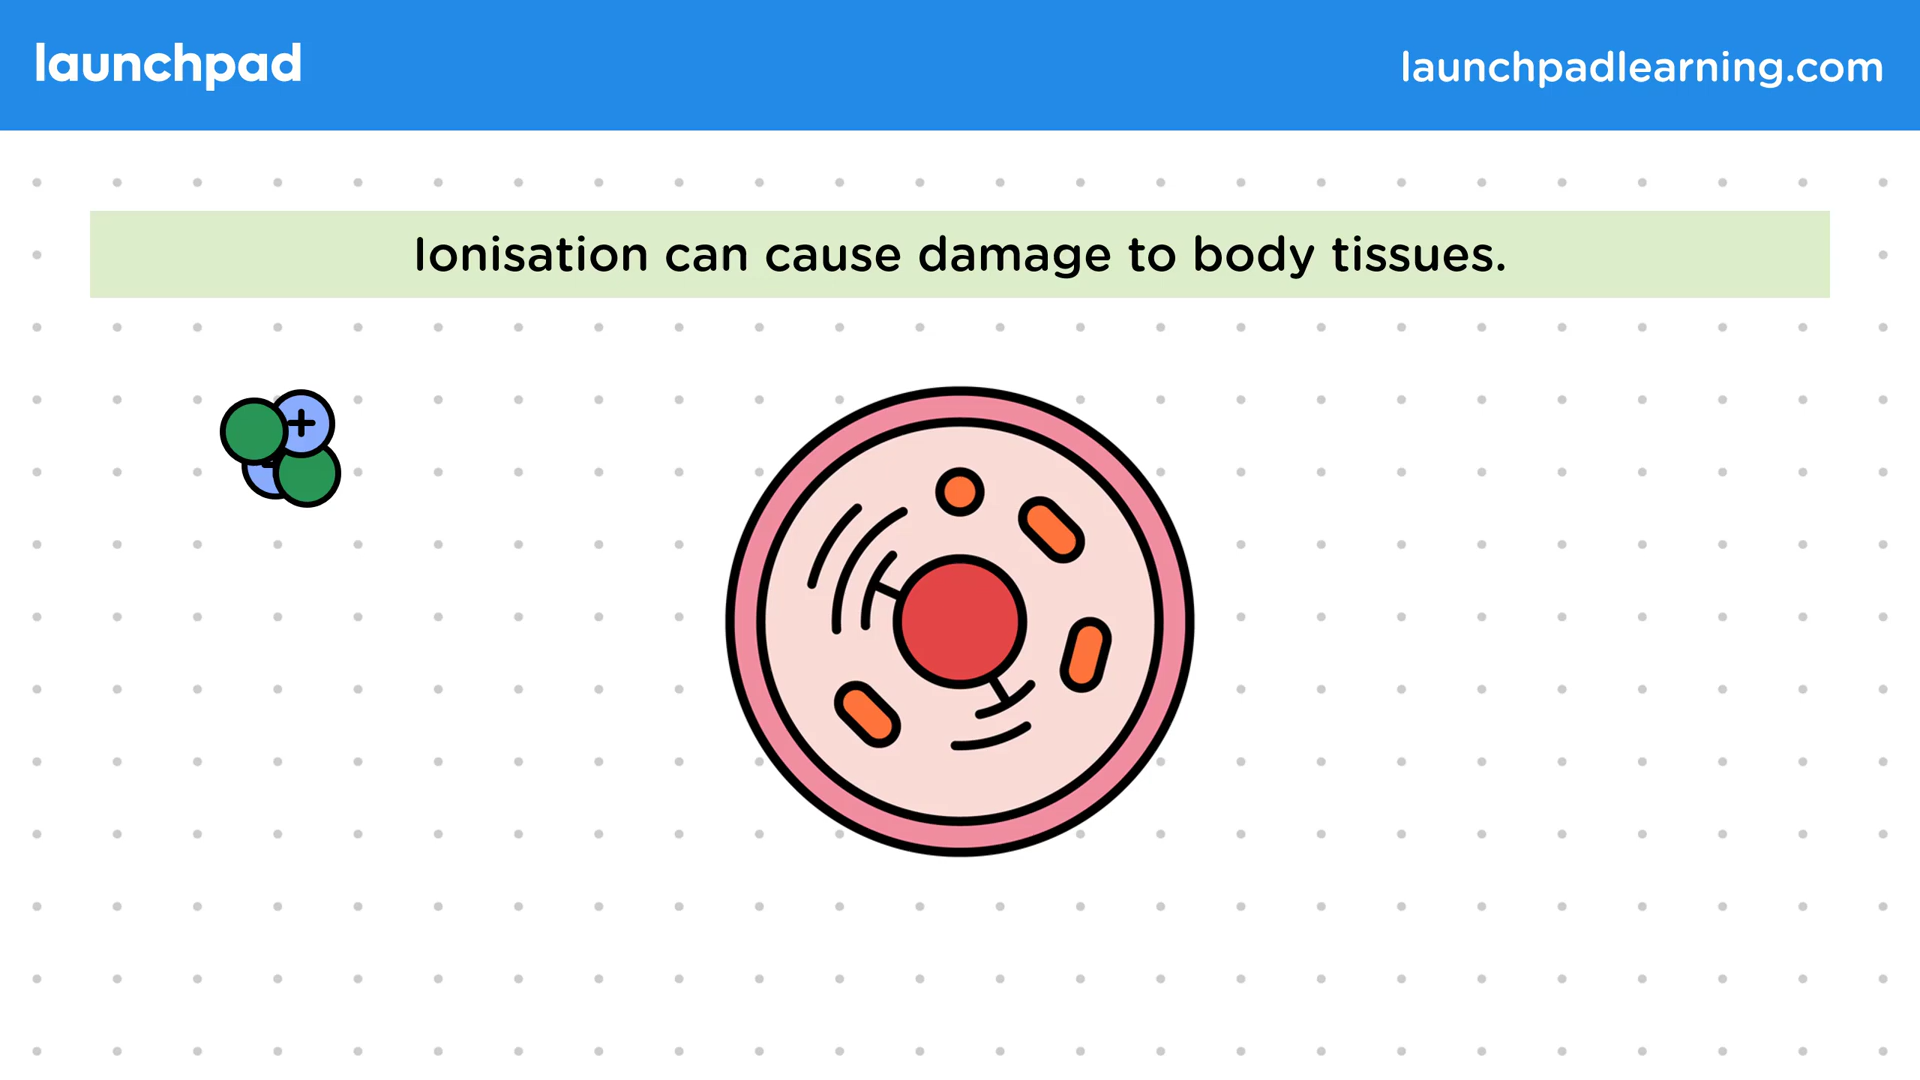 launchpad
launchpadlearning.com
Ionisation can cause damage to body tissues.
+